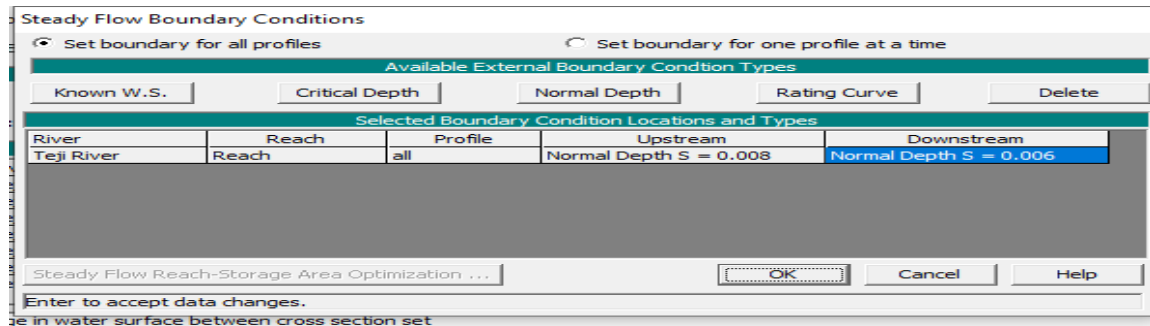 Steady Flow Boundary Conditions
Set boundary for all profiles Set boundary for one profile at a time
Available External Boundary Condtion Types
Known W.S. Critical Depth Normal Depth Rating Curve Delete
Selected Boundary Condition Locations and Types
River Reach Profile Upstream Downstream
Teji River Reach all Normal Depth S = 0.008 Normal Depth S = 0.006
Steady Flow Reach-Storage Area Optimization ... OK Cancel Help
Enter to accept data changes.
ge in water surface between cross section set